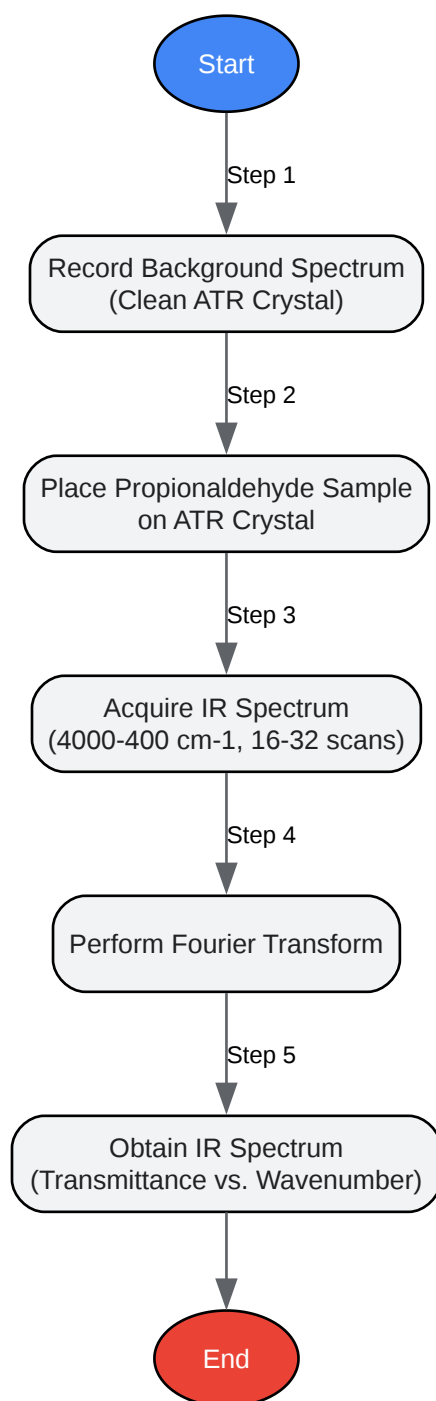 Start
Step 1
Record Background Spectrum
(Clean ATR Crystal)
Step 2
Place Propionaldehyde Sample
on ATR Crystal
Step 3
Acquire IR Spectrum
(4000-400 cm-1, 16-32 scans)
Step 4
Perform Fourier Transform
Step 5
Obtain IR Spectrum
(Transmittance vs. Wavenumber)
End